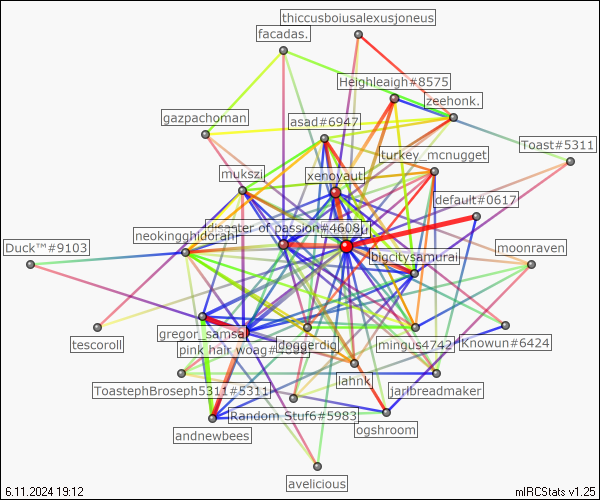 thiccusboiusalexusjoneus
facadas.
Heighleaigh#8575
zeehonk.
gazpachoman
asad#6947
Toast#5311
turkey_mcnugget
mukszi
xenoyaut
default#0617
disaster of passion#4608
neokingghidorah
Duck™#9103
bigcitysamurai
moonraven
gregor_samsa
tescoroll
doggerdig
mingus4742
Knowun#6424
pink hair woag#
lahnk
ToastephBroseph5311#5311
jarlbreadmaker
Random Stuf6#5983
ogshroom
andnewbees
avelicious
6.11.2024 19:12
mIRCStats v1.25